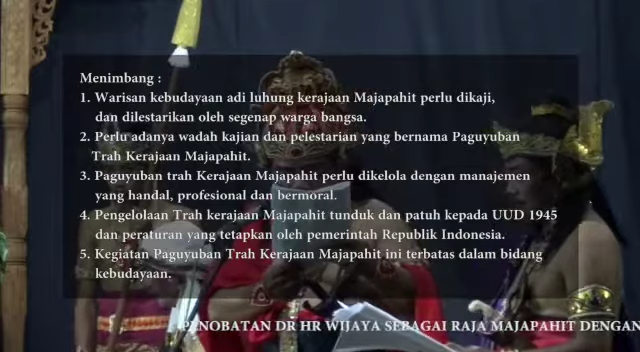 Menimbang :
1. Warisan kebudayaan adi luhung kerajaan Majapahit perlu dikaji,
dan dilestarikan oleh segenap warga bangsa.
2. Perlu adanya wadah kajian dan pelestarian yang bernama Paguyuban
Trah Kerajaan Majapahit.
3. Paguyuban trah Kerajaan Majapahit perlu dikelola dengan manajemen
yang handal, profesional dan bermoral.
4. Pengelolaan Trah kerajaan Majapahit tunduk dan patuh kepada UUD 1945
dan peraturan yang tetapkan oleh pemerintah Republik Indonesia.
5. Kegiatan Paguyuban Trah Kerajaan Majapahit ini terbatas dalam bidang
kebudayaan.
PENOBATAN DR HR WIJAYA SEBAGAI RAJA MAJAPAHIT DENGAN